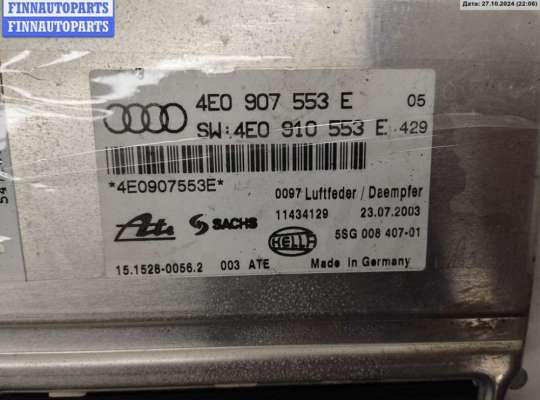 FINNAUTOPARTS
FINNAUTOPARTS
Дата: 27.10.2024 (22:06)
4E0 907 553 E 05
SW:4E0 910 553 E 429
*4E0907553E*
0097 Luftfeder / Daempfer
11434129 23.07.2003
Ate SACHS HELLA 5SG 008 407-01
15.1528-0056.2 003 ATE Made in Germany